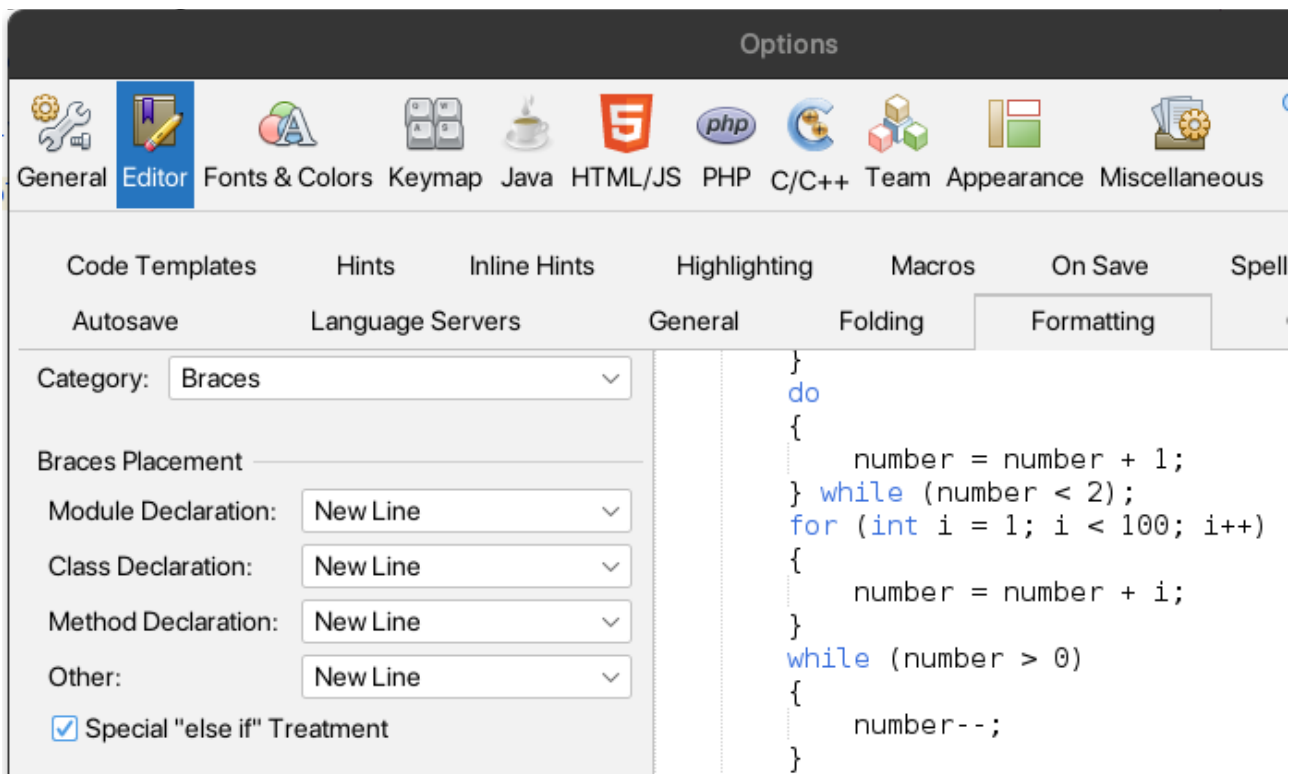 Options
General Editor Fonts & Colors Keymap Java HTML/JS PHP C/C++ Team Appearance Miscellaneous
Code Templates Hints Inline Hints Highlighting Macros On Save Spell
Autosave Language Servers General Folding Formatting
Category: Braces
Braces Placement
Module Declaration: New Line
Class Declaration: New Line
Method Declaration: New Line
Other: New Line
Special "else if" Treatment
}
do
{
number = number + 1;
} while (number < 2);
for (int i = 1; i < 100; i++)
{
number = number + i;
}
while (number > 0)
{
number--;
}